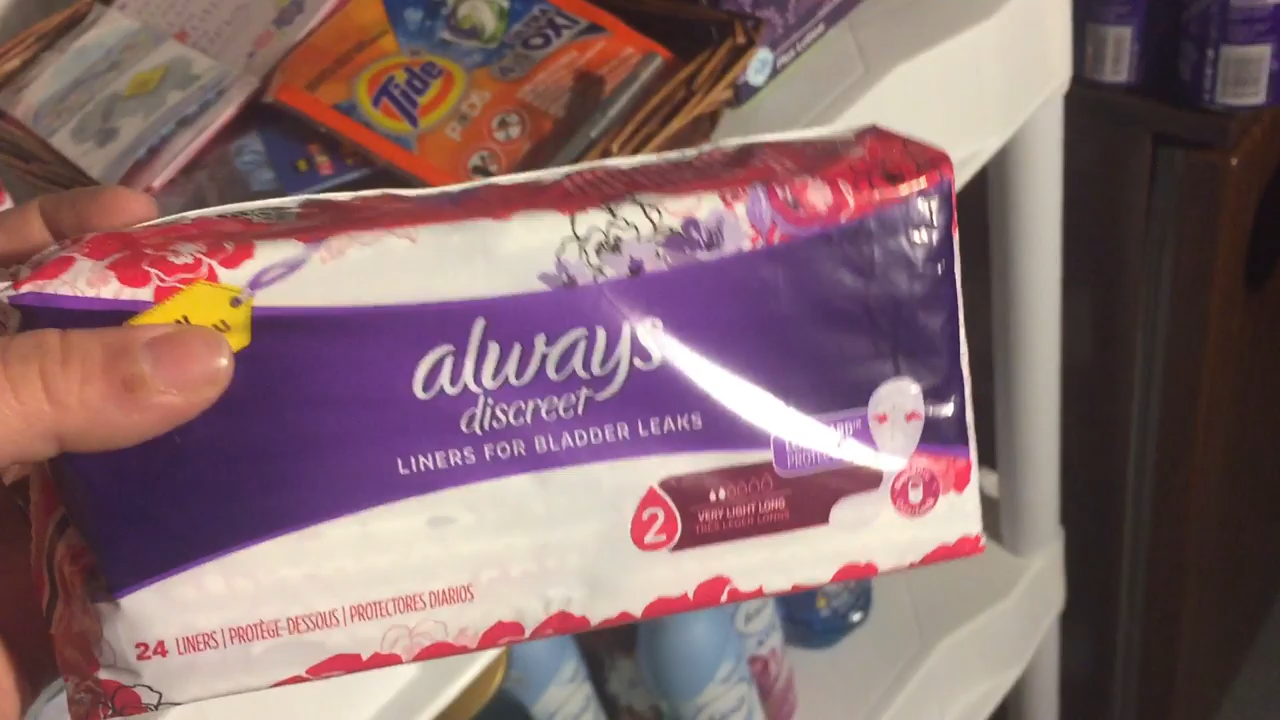 Tide
PODS
OXI
always
discreet
LINERS FOR BLADDER LEAKS
2
VERY LIGHT LONG
TRÈS LÉGER LONGS
24 LINERS | PROTÈGE-DESSOUS | PROTECTORES DIARIOS